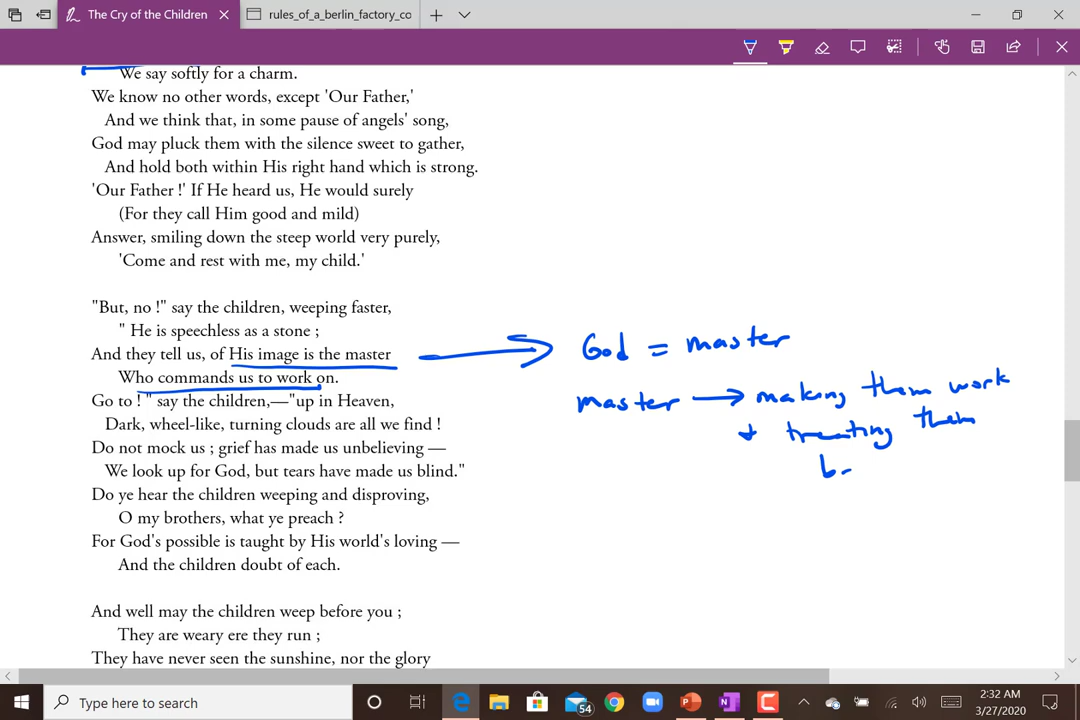 The Cry of the Children
rules_of_a_berlin_factory_co
We say softly for a charm.
We know no other words, except 'Our Father,'
And we think that, in some pause of angels' song,
God may pluck them with the silence sweet to gather,
And hold both within His right hand which is strong.
'Our Father !' If He heard us, He would surely
(For they call Him good and mild)
Answer, smiling down the steep world very purely,
'Come and rest with me, my child.'
"But, no !" say the children, weeping faster,
" He is speechless as a stone ;
And they tell us, of His image is the master
Who commands us to work on.
Go to ! " say the children,—"up in Heaven,
Dark, wheel-like, turning clouds are all we find !
Do not mock us ; grief has made us unbelieving —
We look up for God, but tears have made us blind."
Do ye hear the children weeping and disproving,
O my brothers, what ye preach ?
For God's possible is taught by His world's loving —
And the children doubt of each.
And well may the children weep before you ;
They are weary ere they run ;
They have never seen the sunshine, nor the glory
God = master
master → making them work
+ treating them
Type here to search
54
2:32 AM
3/27/2020